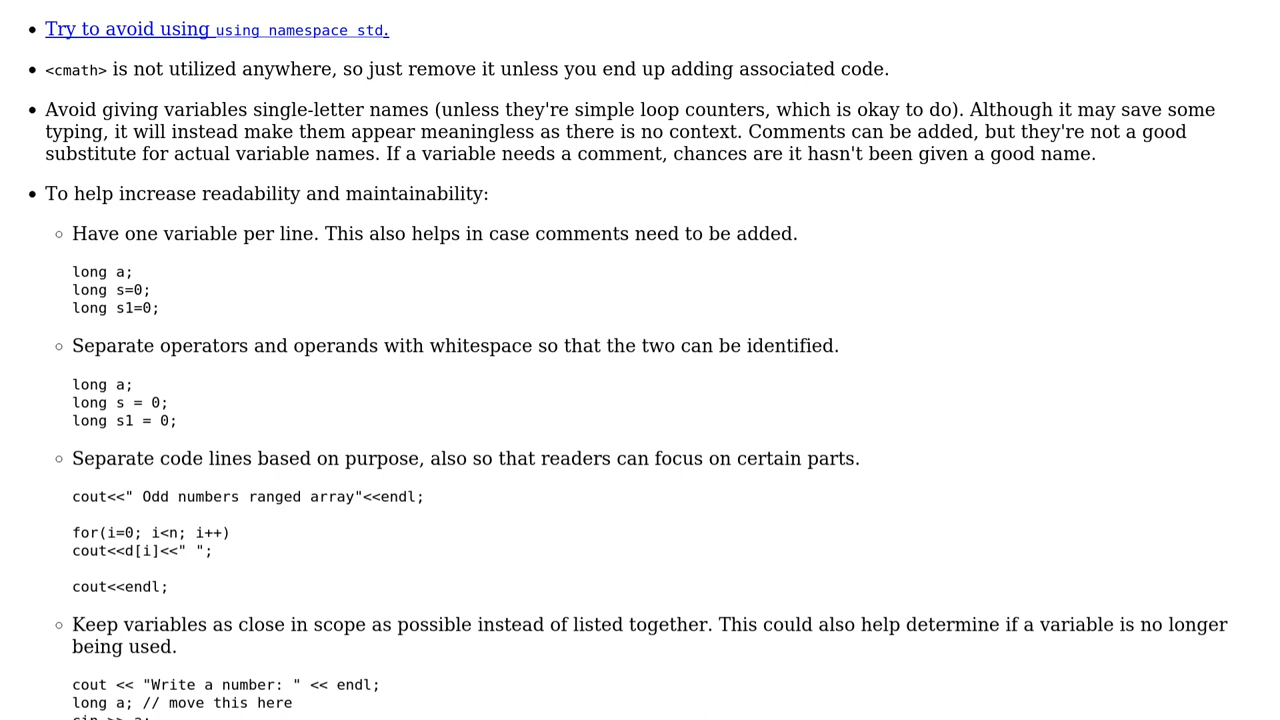 Try to avoid using using namespace std.
<cmath> is not utilized anywhere, so just remove it unless you end up adding associated code.
Avoid giving variables single-letter names (unless they're simple loop counters, which is okay to do). Although it may save some
typing, it will instead make them appear meaningless as there is no context. Comments can be added, but they're not a good
substitute for actual variable names. If a variable needs a comment, chances are it hasn't been given a good name.
To help increase readability and maintainability:
Have one variable per line. This also helps in case comments need to be added.
long a;
long s=0;
long s1=0;
Separate operators and operands with whitespace so that the two can be identified.
long a;
long s = 0;
long s1 = 0;
Separate code lines based on purpose, also so that readers can focus on certain parts.
cout<<" Odd numbers ranged array"<<endl;
for(i=0; i<n; i++)
cout<<d[i]<<" ";
cout<<endl;
Keep variables as close in scope as possible instead of listed together. This could also help determine if a variable is no longer
being used.
cout << "Write a number: " << endl;
long a; // move this here
cin >> a;